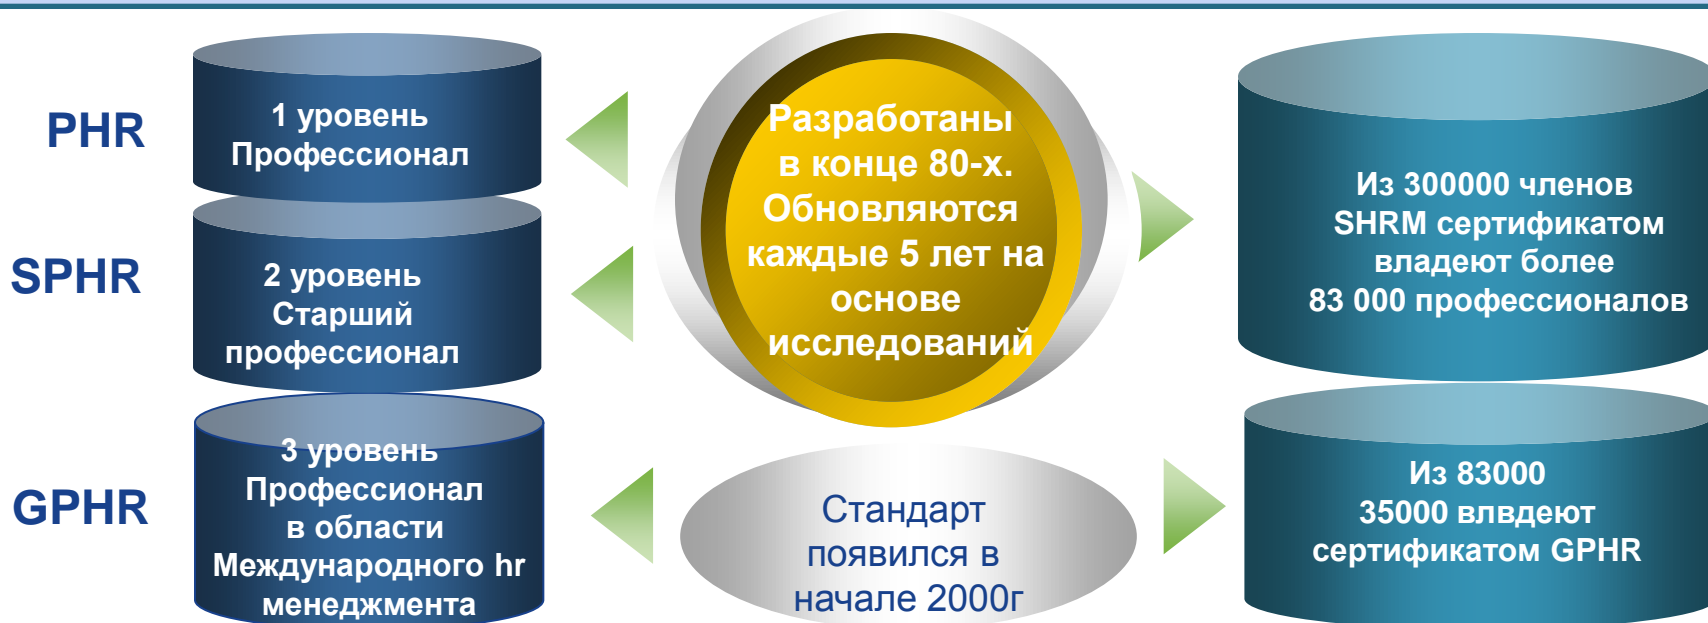 PHR
1 уровень
Профессионал
SPHR
2 уровень
Старший
профессионал
GPHR
3 уровень
Профессионал
в области
Международного hr
менеджмента
Разработаны
в конце 80-х.
Обновляются
каждые 5 лет на
основе
исследований
Стандарт
появился в
начале 2000г
Из 300000 членов
SHRM сертификатом
владеют более
83 000 профессионалов
Из 83000
35000 влвдеют
сертификатом GPHR